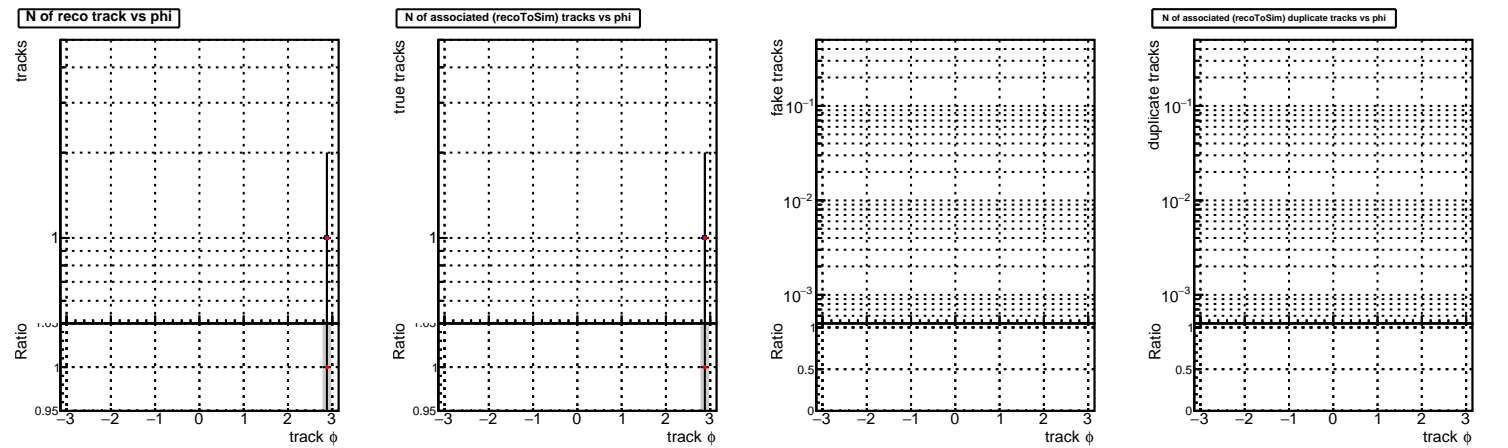 N of reco track vs phi
tracks
1
Ratio
1.05
1
0.95
−3 −2 −1 0 1 2 3
track ϕ
N of associated (recoToSim) tracks vs phi
true tracks
1
Ratio
1.05
1
0.95
−3 −2 −1 0 1 2 3
track ϕ
fake tracks
10−1
10−2
10−3
Ratio
1
0.5
0
−3 −2 −1 0 1 2 3
track ϕ
N of associated (recoToSim) duplicate tracks vs phi
duplicate tracks
10−1
10−2
10−3
Ratio
1
0.5
0
−3 −2 −1 0 1 2 3
track ϕ